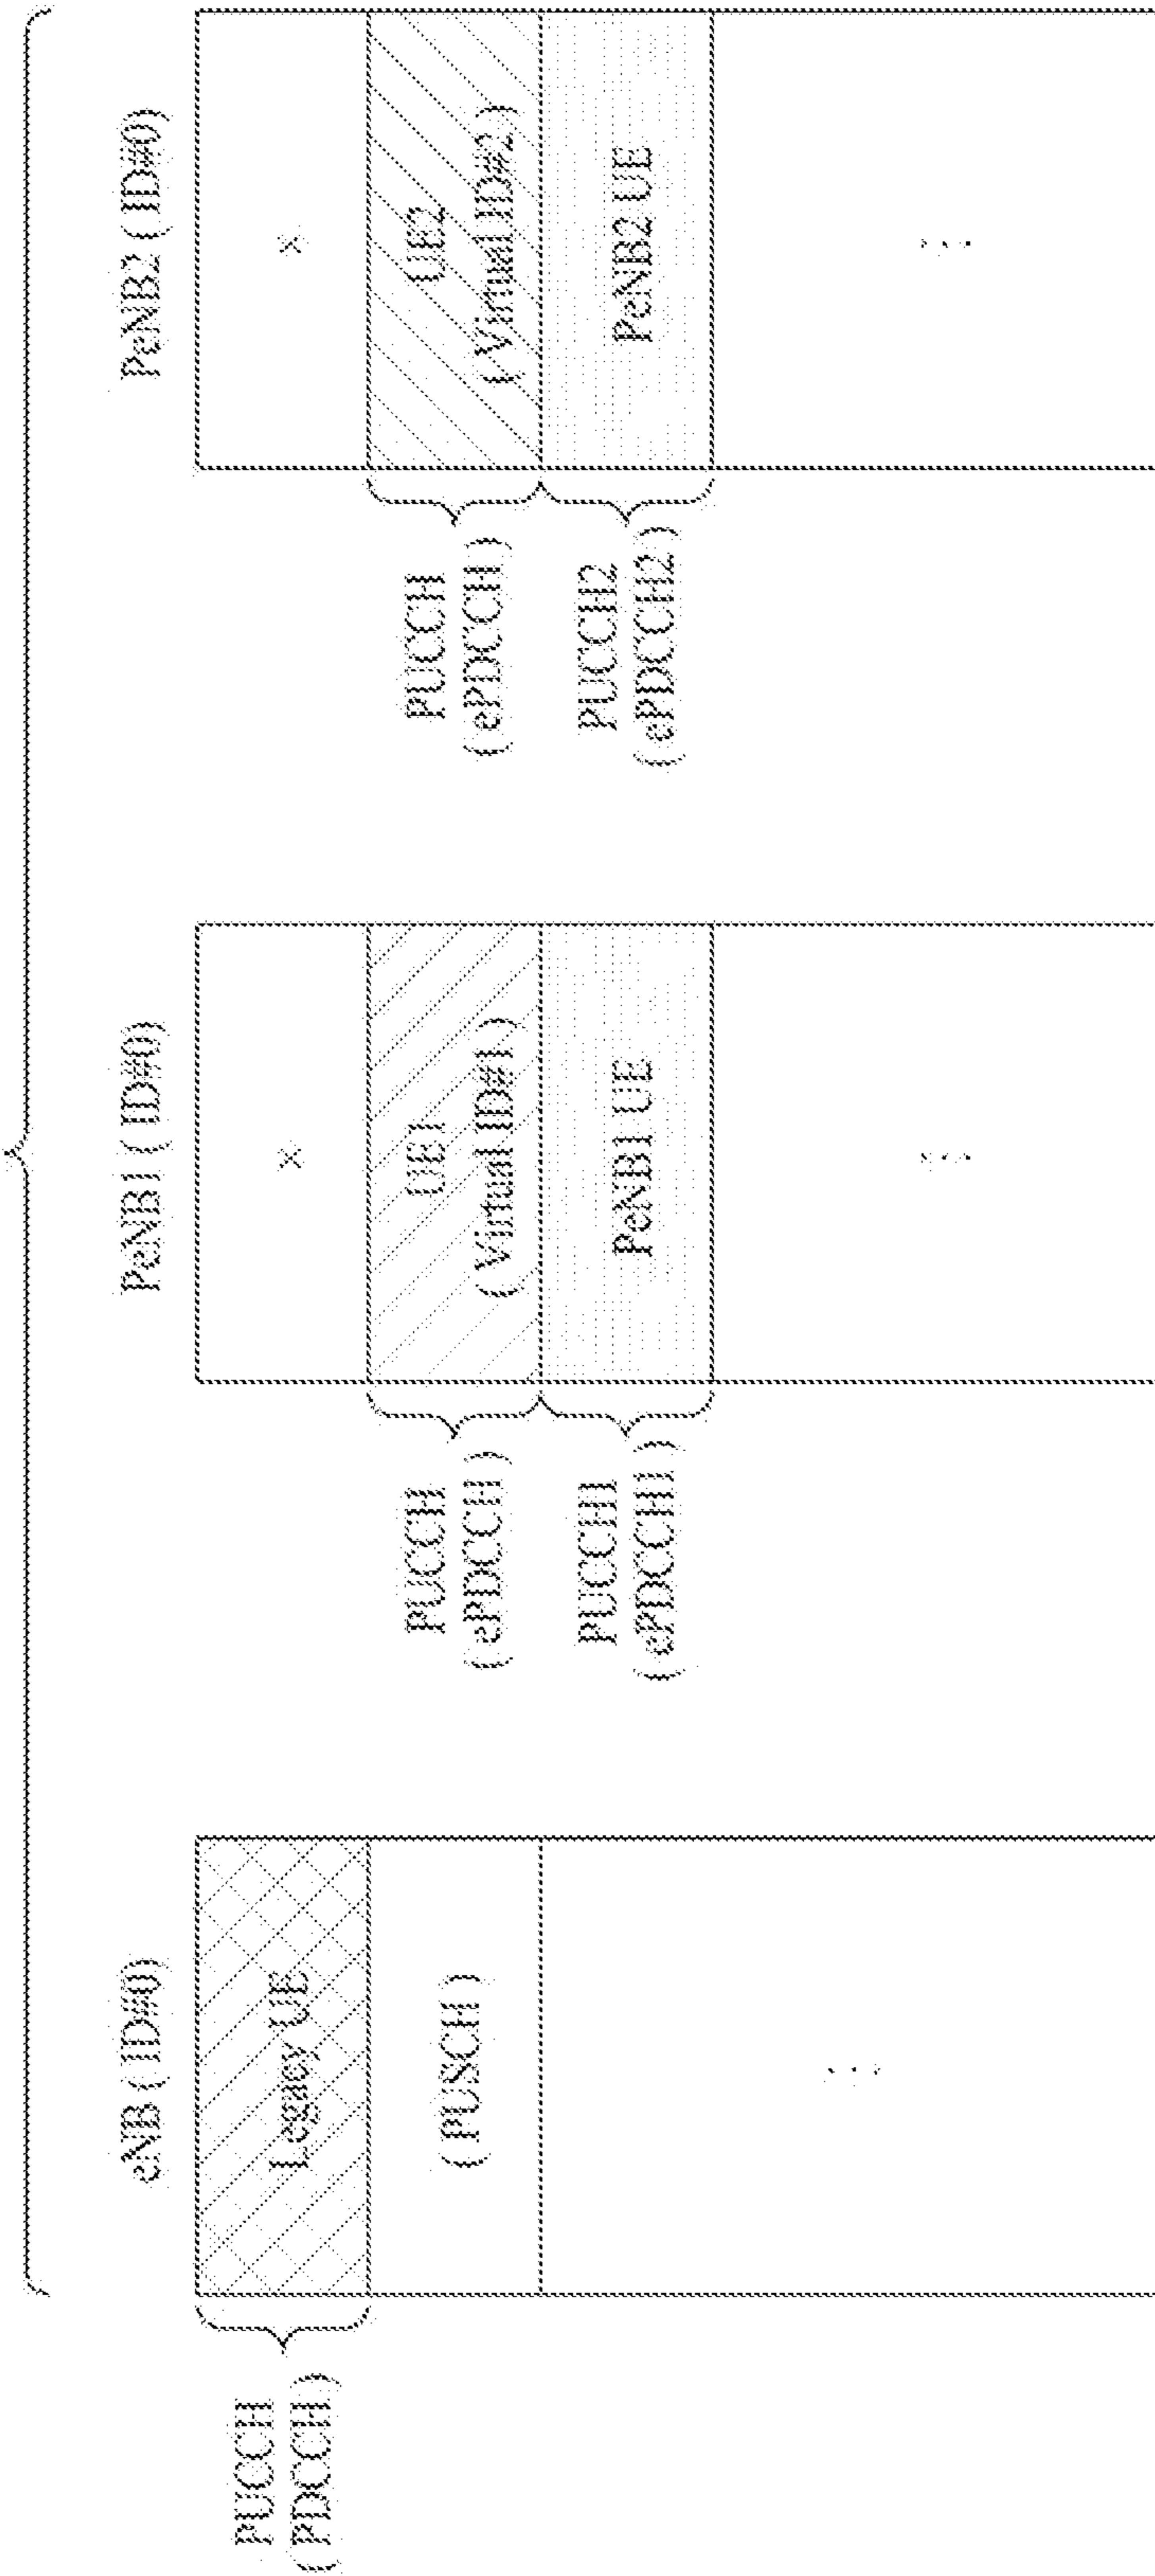 eNB ( ID#0)
PeNB1 ( ID#0)
PeNB2 ( ID#0)
PUCCH
( PDCCH )
Legacy UE
×
×
( PUSCH )
PUCCH
( ePDCCH )
UE1
( Virtual ID#1 )
PUCCH
( ePDCCH )
UE2
( Virtual ID#2 )
PUCCH1
( ePDCCH1 )
PeNB1 UE
PUCCH2
( ePDCCH2 )
PeNB2 UE
...
...
...